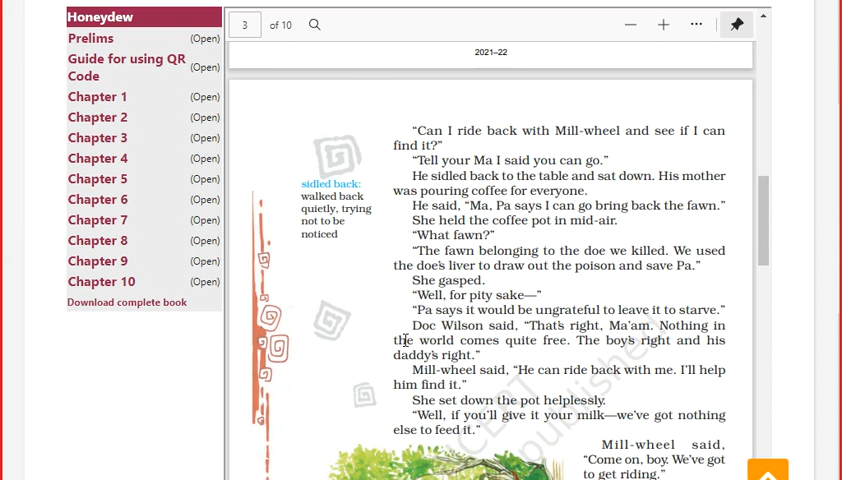 Honeydew
Prelims (Open)
Guide for using QR
Code (Open)
Chapter 1 (Open)
Chapter 2 (Open)
Chapter 3 (Open)
Chapter 4 (Open)
Chapter 5 (Open)
Chapter 6 (Open)
Chapter 7 (Open)
Chapter 8 (Open)
Chapter 9 (Open)
Chapter 10 (Open)
Download complete book
3 of 10
2021–22
“Can I ride back with Mill-wheel and see if I can
find it?”
“Tell your Ma I said you can go.”
He sidled back to the table and sat down. His mother
was pouring coffee for everyone.
He said, “Ma, Pa says I can go bring back the fawn.”
She held the coffee pot in mid-air.
“What fawn?”
“The fawn belonging to the doe we killed. We used
the doe’s liver to draw out the poison and save Pa.”
She gasped.
“Well, for pity sake—”
“Pa says it would be ungrateful to leave it to starve.”
Doc Wilson said, “That’s right, Ma’am. Nothing in
the world comes quite free. The boy’s right and his
daddy’s right.”
Mill-wheel said, “He can ride back with me. I’ll help
him find it.”
She set down the pot helplessly.
“Well, if you’ll give it your milk—we’ve got nothing
else to feed it.”
Mill-wheel said,
“Come on, boy. We’ve got
to get riding.”
sidled back:
walked back
quietly, trying
not to be
noticed
NCERT
published